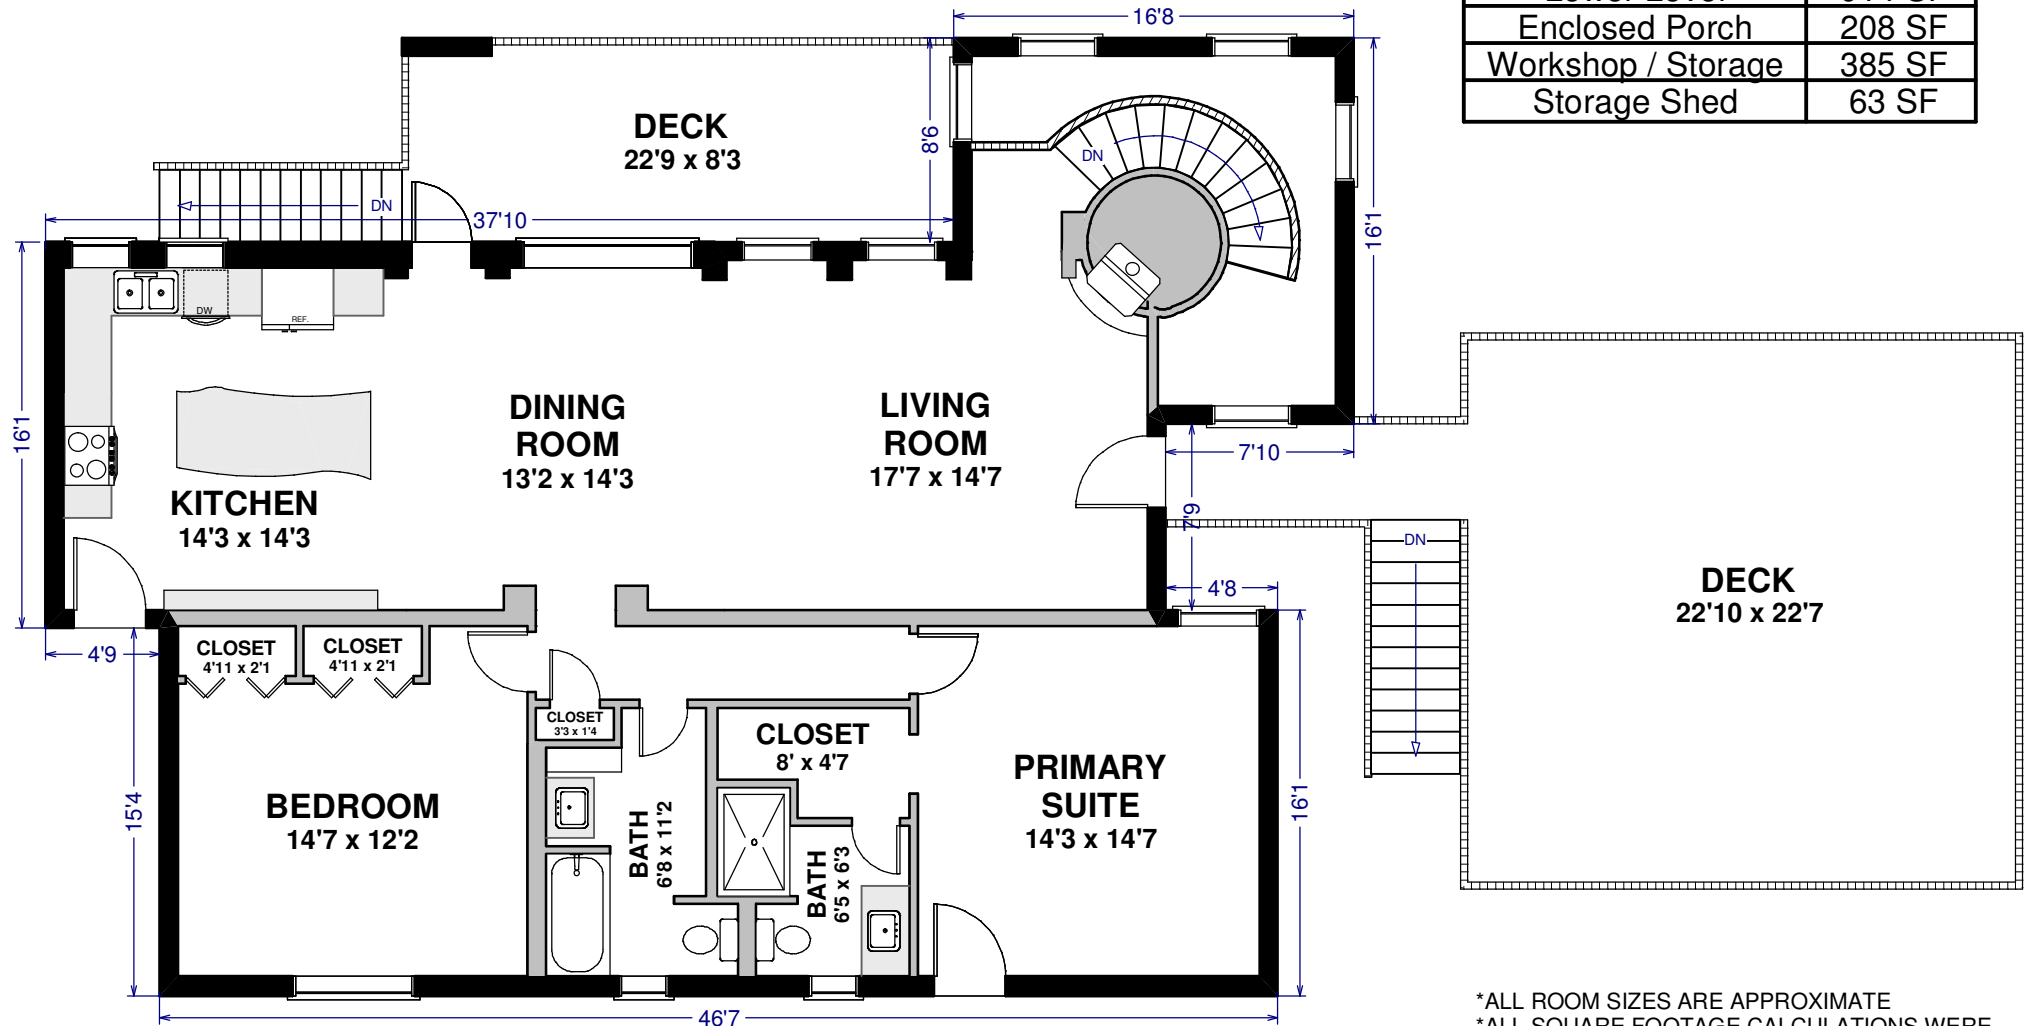 16'8
Enclosed Porch 208 SF
Workshop / Storage 385 SF
Storage Shed 63 SF
DECK
22'9 x 8'3
8'6
DN
DN
37'10
16'1
16'1
DW
REF.
DINING
ROOM
13'2 x 14'3
LIVING
ROOM
17'7 x 14'7
7'10
KITCHEN
14'3 x 14'3
7'9
DN
4'8
DECK
22'10 x 22'7
4'9
CLOSET
4'11 x 2'1
CLOSET
4'11 x 2'1
CLOSET
3'3 x 1'4
CLOSET
8' x 4'7
PRIMARY
SUITE
14'3 x 14'7
BEDROOM
14'7 x 12'2
15'4
BATH
6'8 x 11'2
BATH
6'5 x 6'3
16'1
46'7
*ALL ROOM SIZES ARE APPROXIMATE
*ALL SQUARE FOOTAGE CALCULATIONS WERE